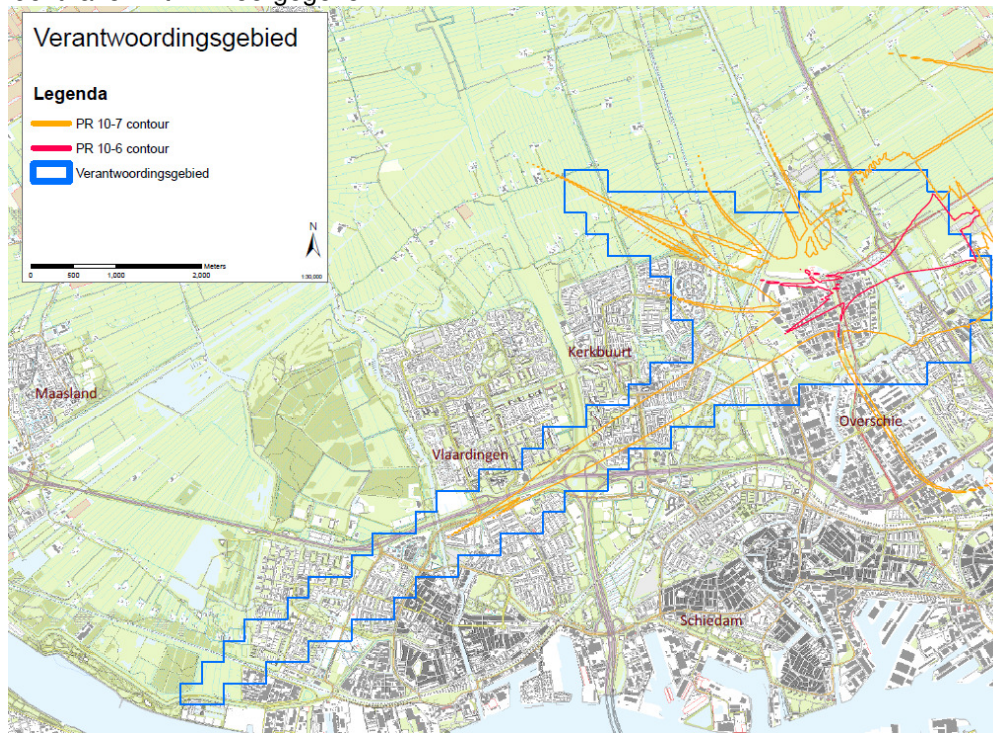 Verantwoordingsgebied
Legenda
PR 10-7 contour
PR 10-6 contour
Verantwoordingsgebied
N
Meters
0 500 1,000 2,000
1:30,000
Kerkbuurt
Maasland
Overschie
Vlaardingen
Schiedam